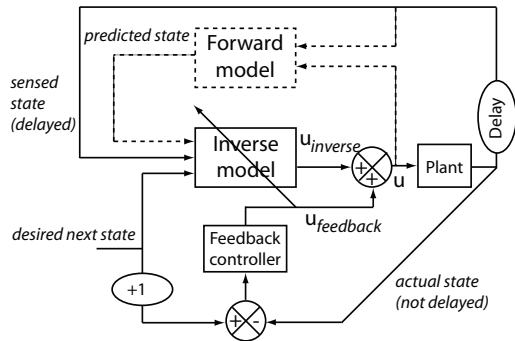 predicted state
Forward
model
sensed
state
(delayed)
Delay
Inverse
model
u_inverse
+
+
u
Plant
u_feedback
desired next state
Feedback
controller
actual state
(not delayed)
+1
+ -